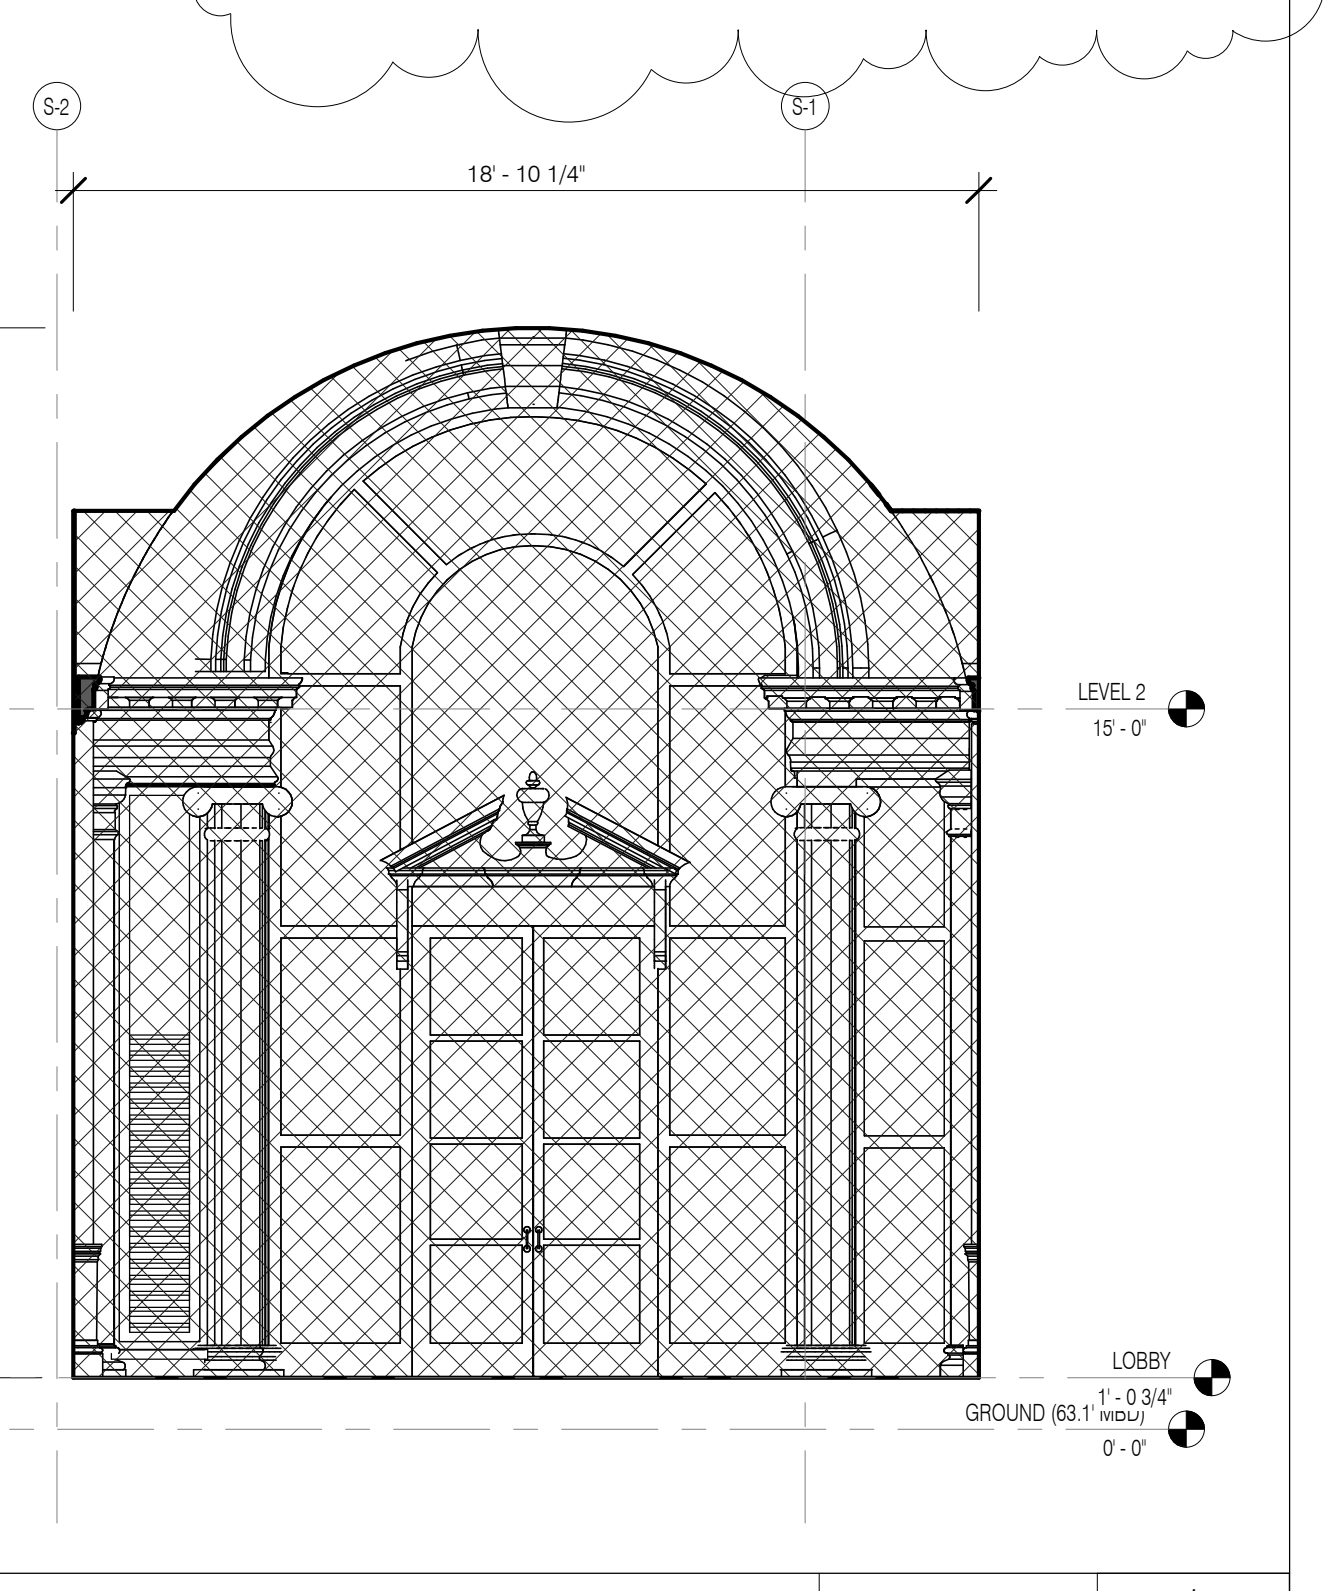 S-2
S-1
18' - 10 1/4"
LEVEL 2
15' - 0"
LOBBY
1' - 0 3/4"
GROUND (63.1' MBD)
0' - 0"